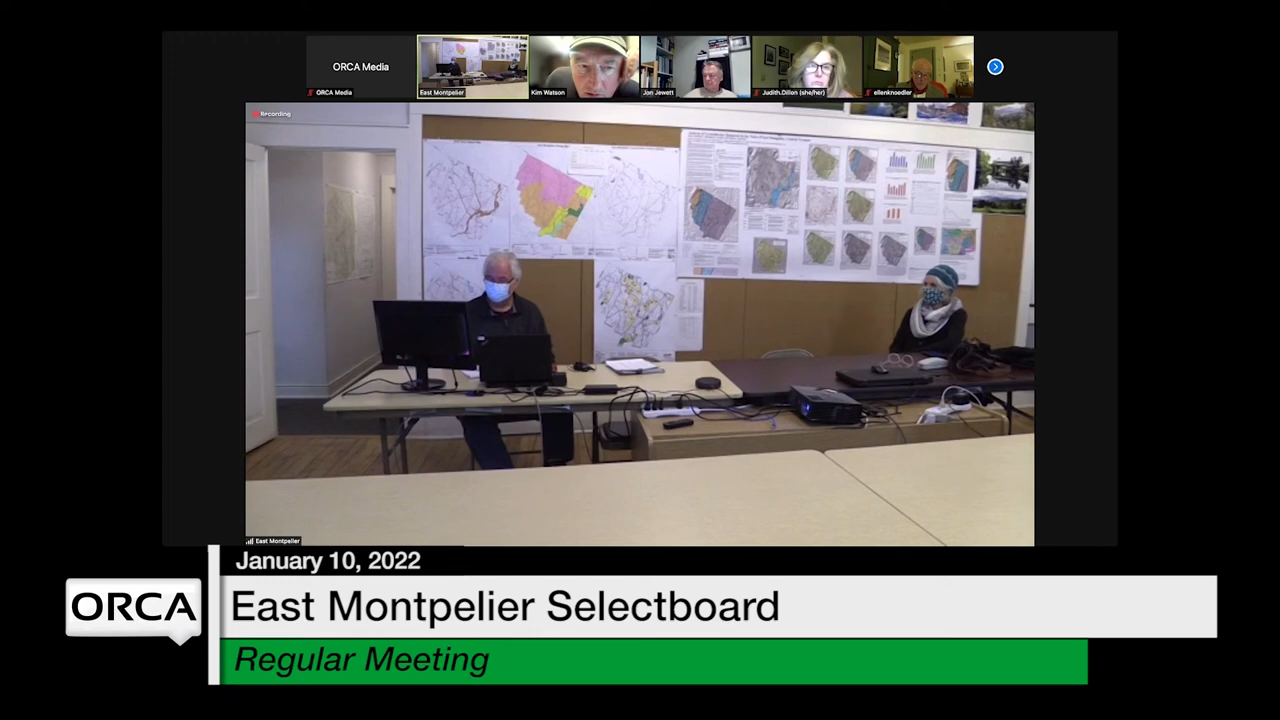 ORCA Media
ORCA Media
East Montpelier
Kim Watson
Jon Jewett
Judith.Dillon (she/her)
ellenknoedler
Recording
East Montpelier
January 10, 2022
ORCA
East Montpelier Selectboard
Regular Meeting